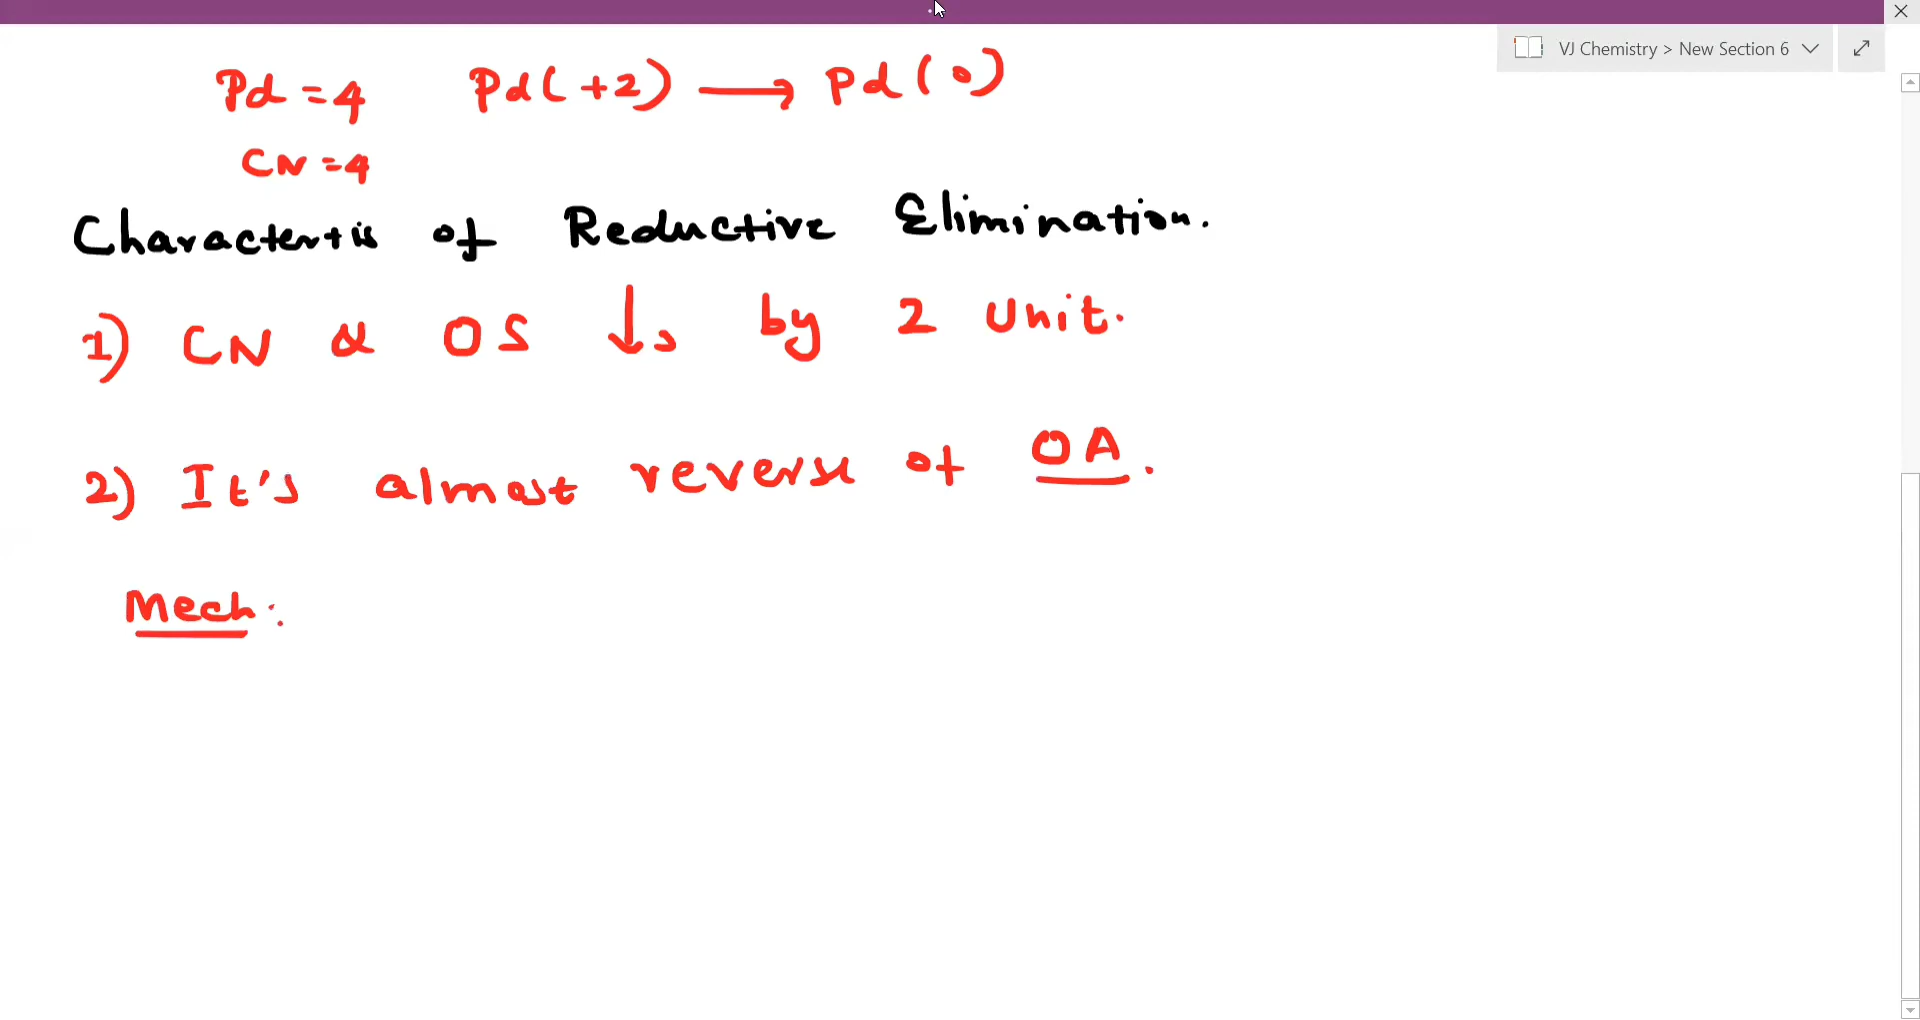 VJ Chemistry > New Section 6
Pd = 4 Pd(+2) → Pd(0)
CN = 4
Charactertis of Reductive Elimination.
1) CN & OS ↓s by 2 Unit.
2) It's almost reverse of OA.
Mech: